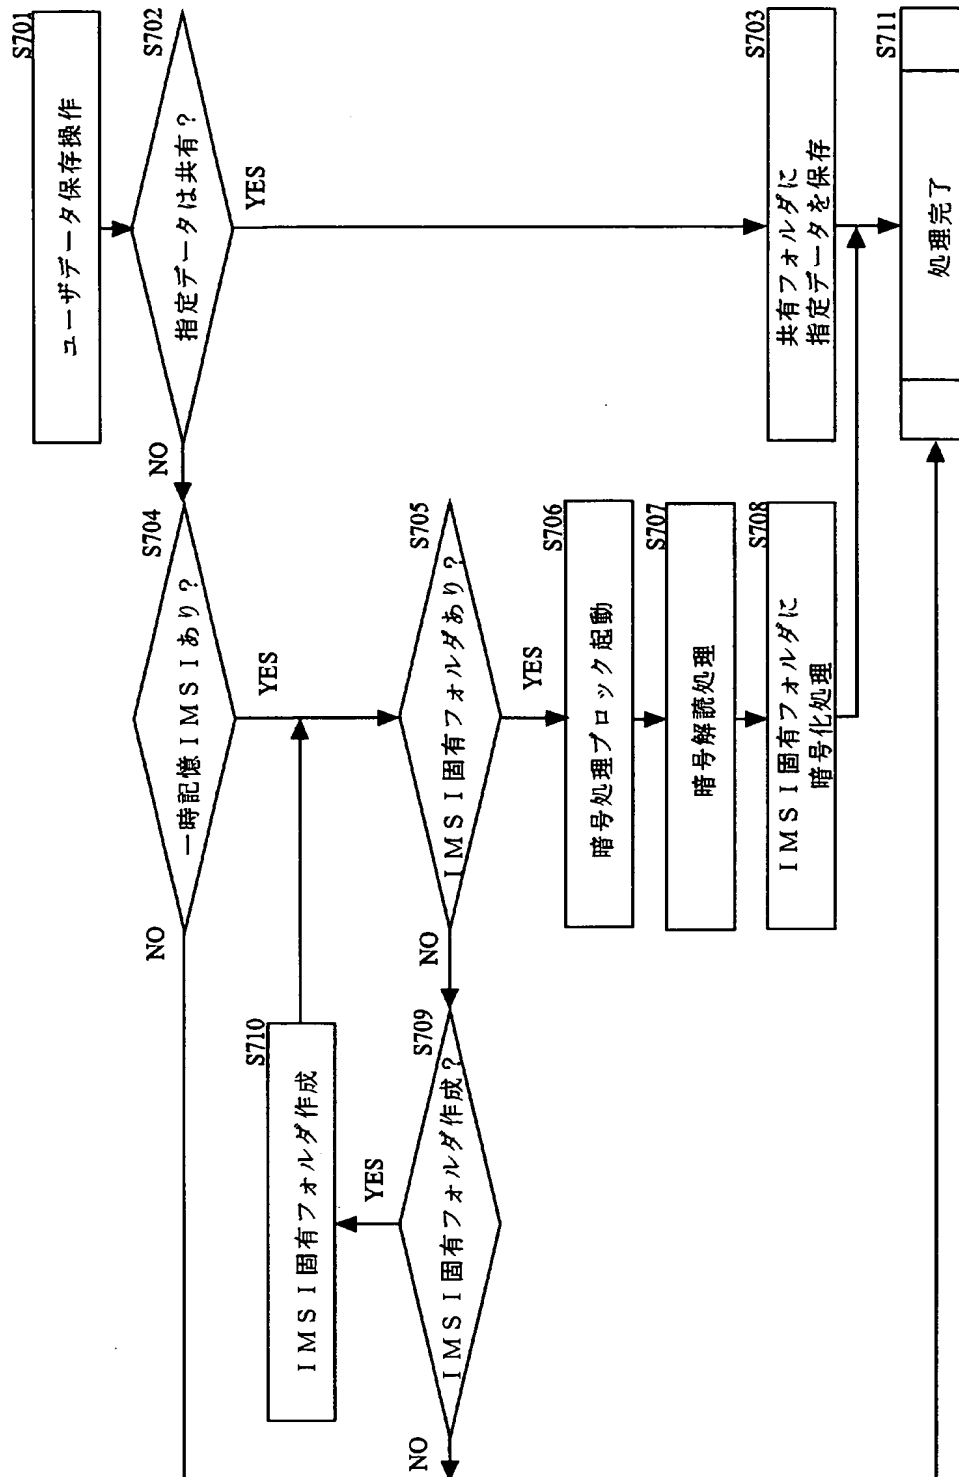 S701
ユーザデータ保存操作
S702
指定データは共有？
YES
NO
S703
共有フォルダに
指定データを保存
S704
一時記憶ＩＭＳＩあり？
YES
NO
S705
ＩＭＳＩ固有フォルダあり？
YES
NO
S706
暗号処理ブロック起動
S707
暗号解読処理
S708
ＩＭＳＩ固有フォルダに
暗号化処理
S709
ＩＭＳＩ固有フォルダ作成？
YES
NO
S710
ＩＭＳＩ固有フォルダ作成
S711
処理完了